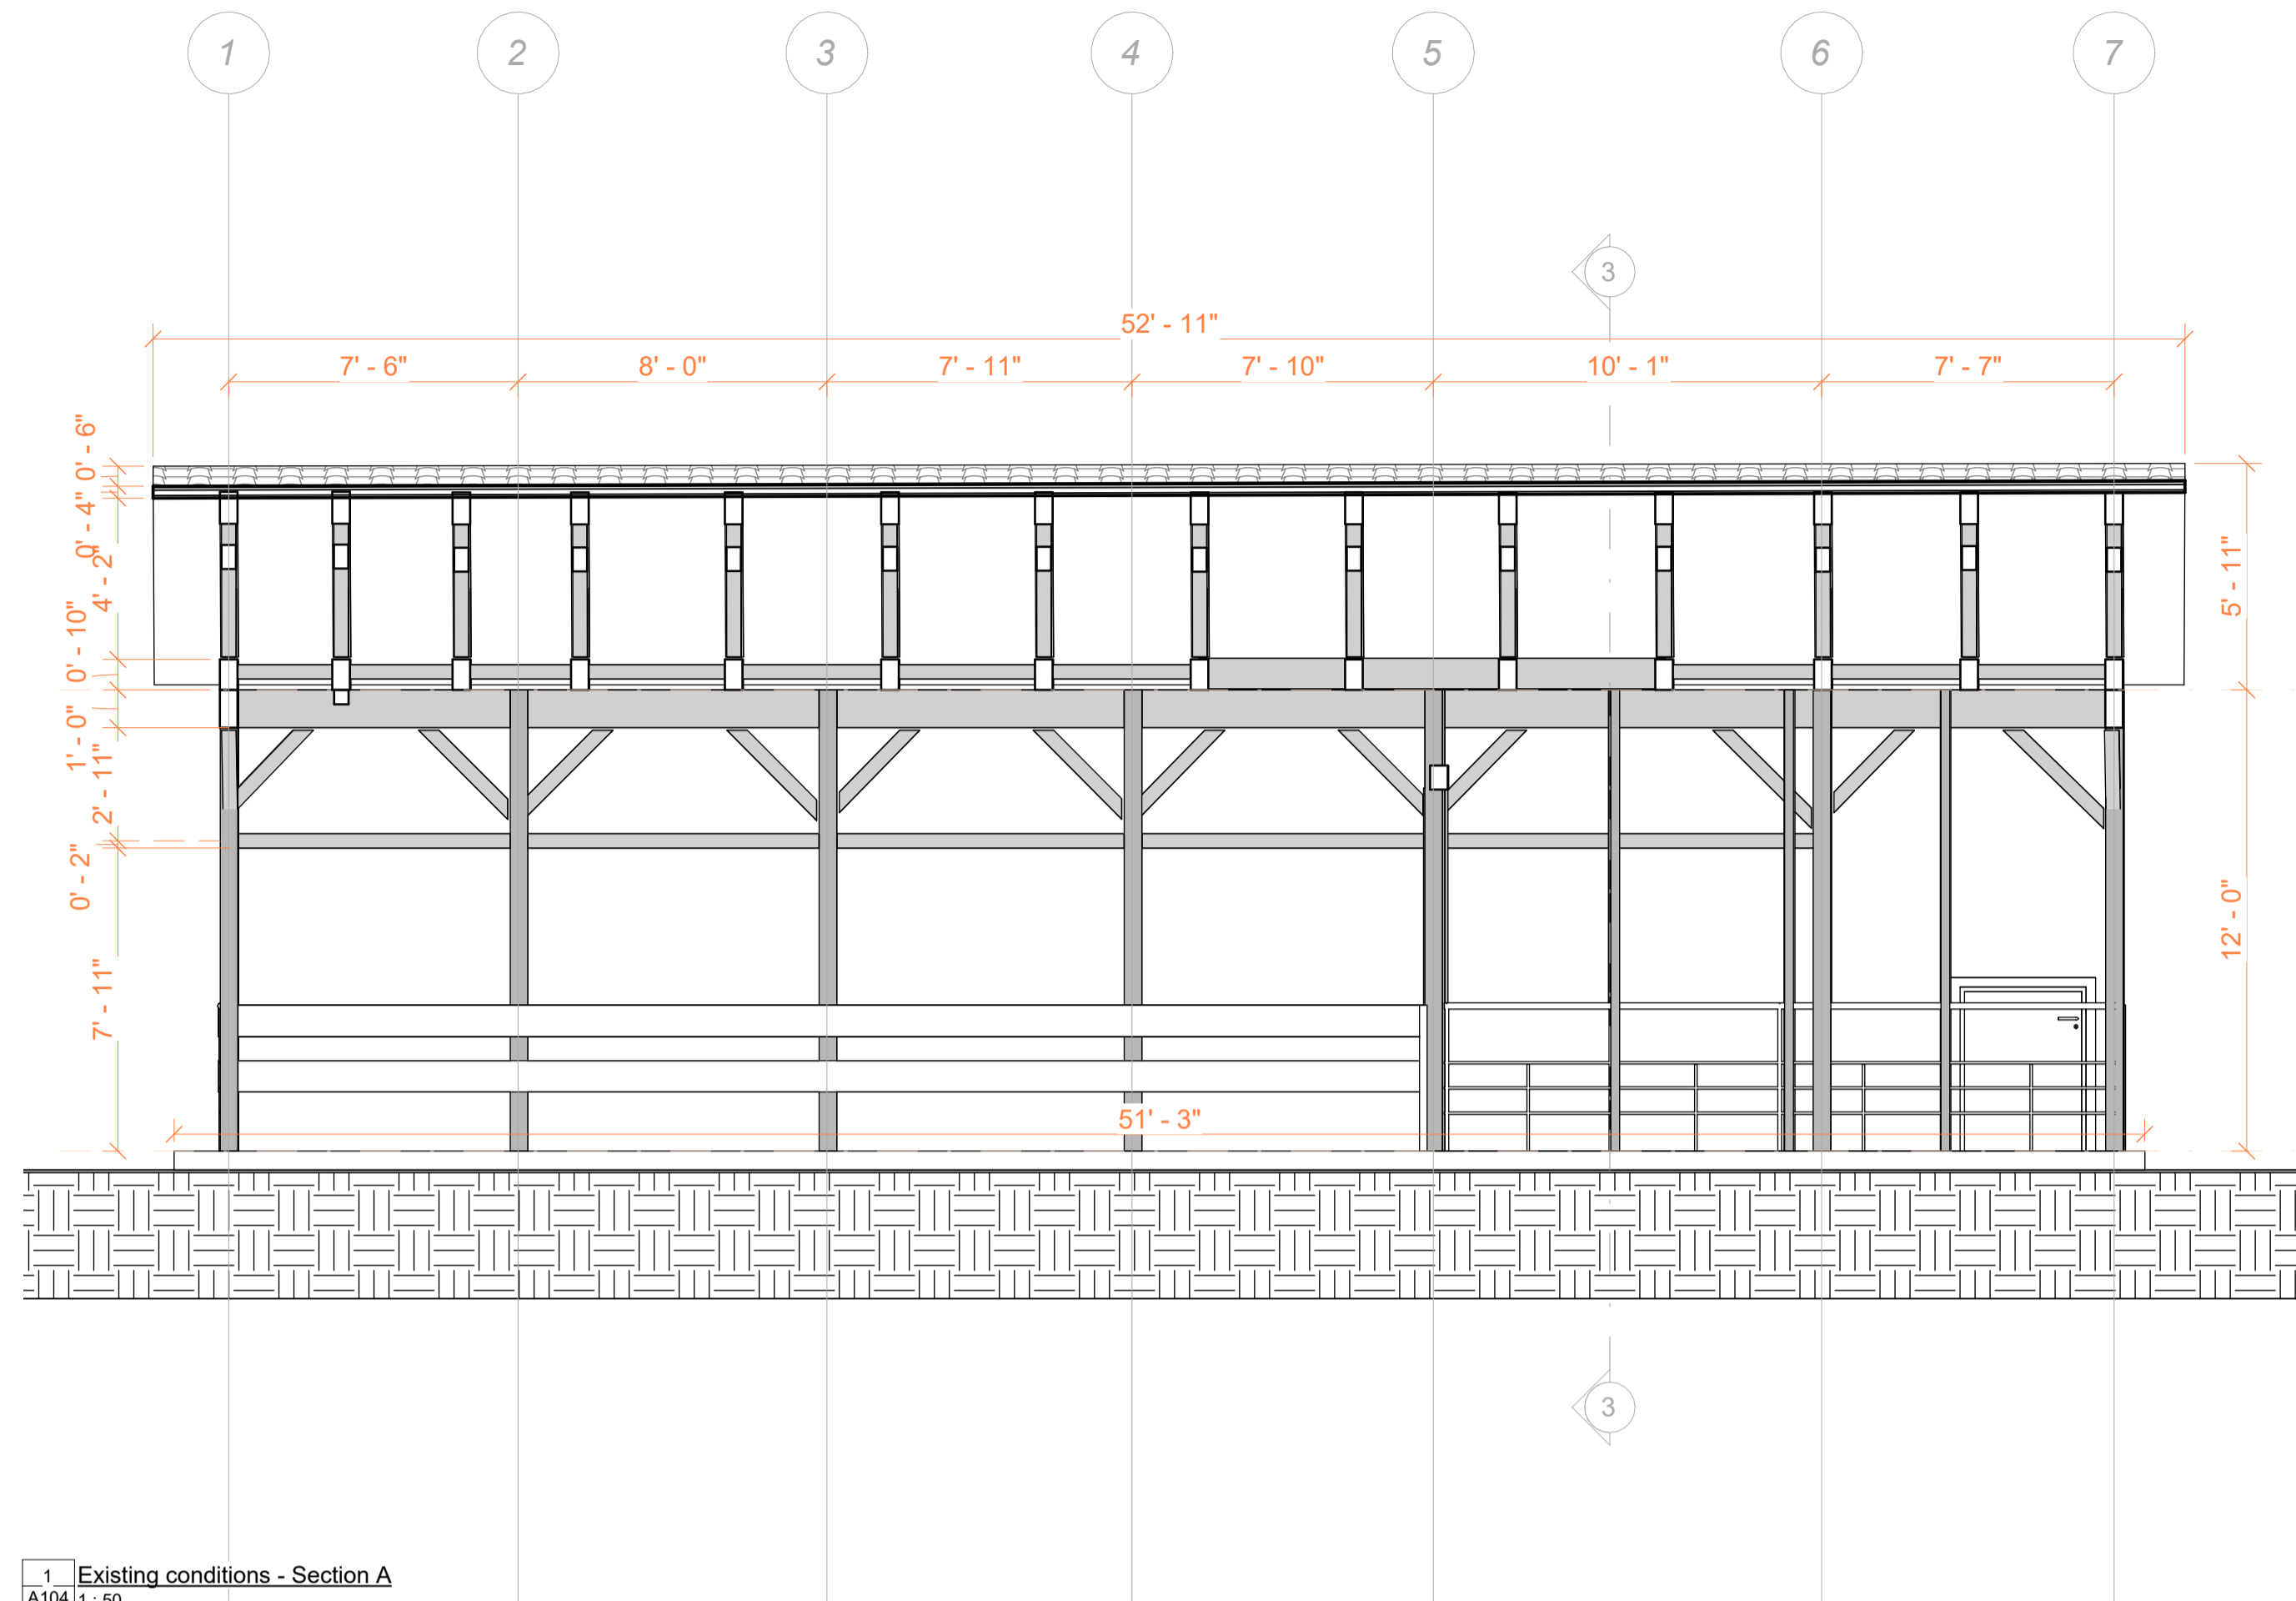 1 2 3 4 5 6 7
3
52' - 11"
7' - 6" 8' - 0" 7' - 11" 7' - 10" 10' - 1" 7' - 7"
0' - 6"
0' - 4"
4' - 2"
0' - 10"
1' - 0"
2' - 11"
0' - 2"
7' - 11"
5' - 11"
12' - 0"
51' - 3"
3
1 Existing conditions - Section A
A104 1 : 50